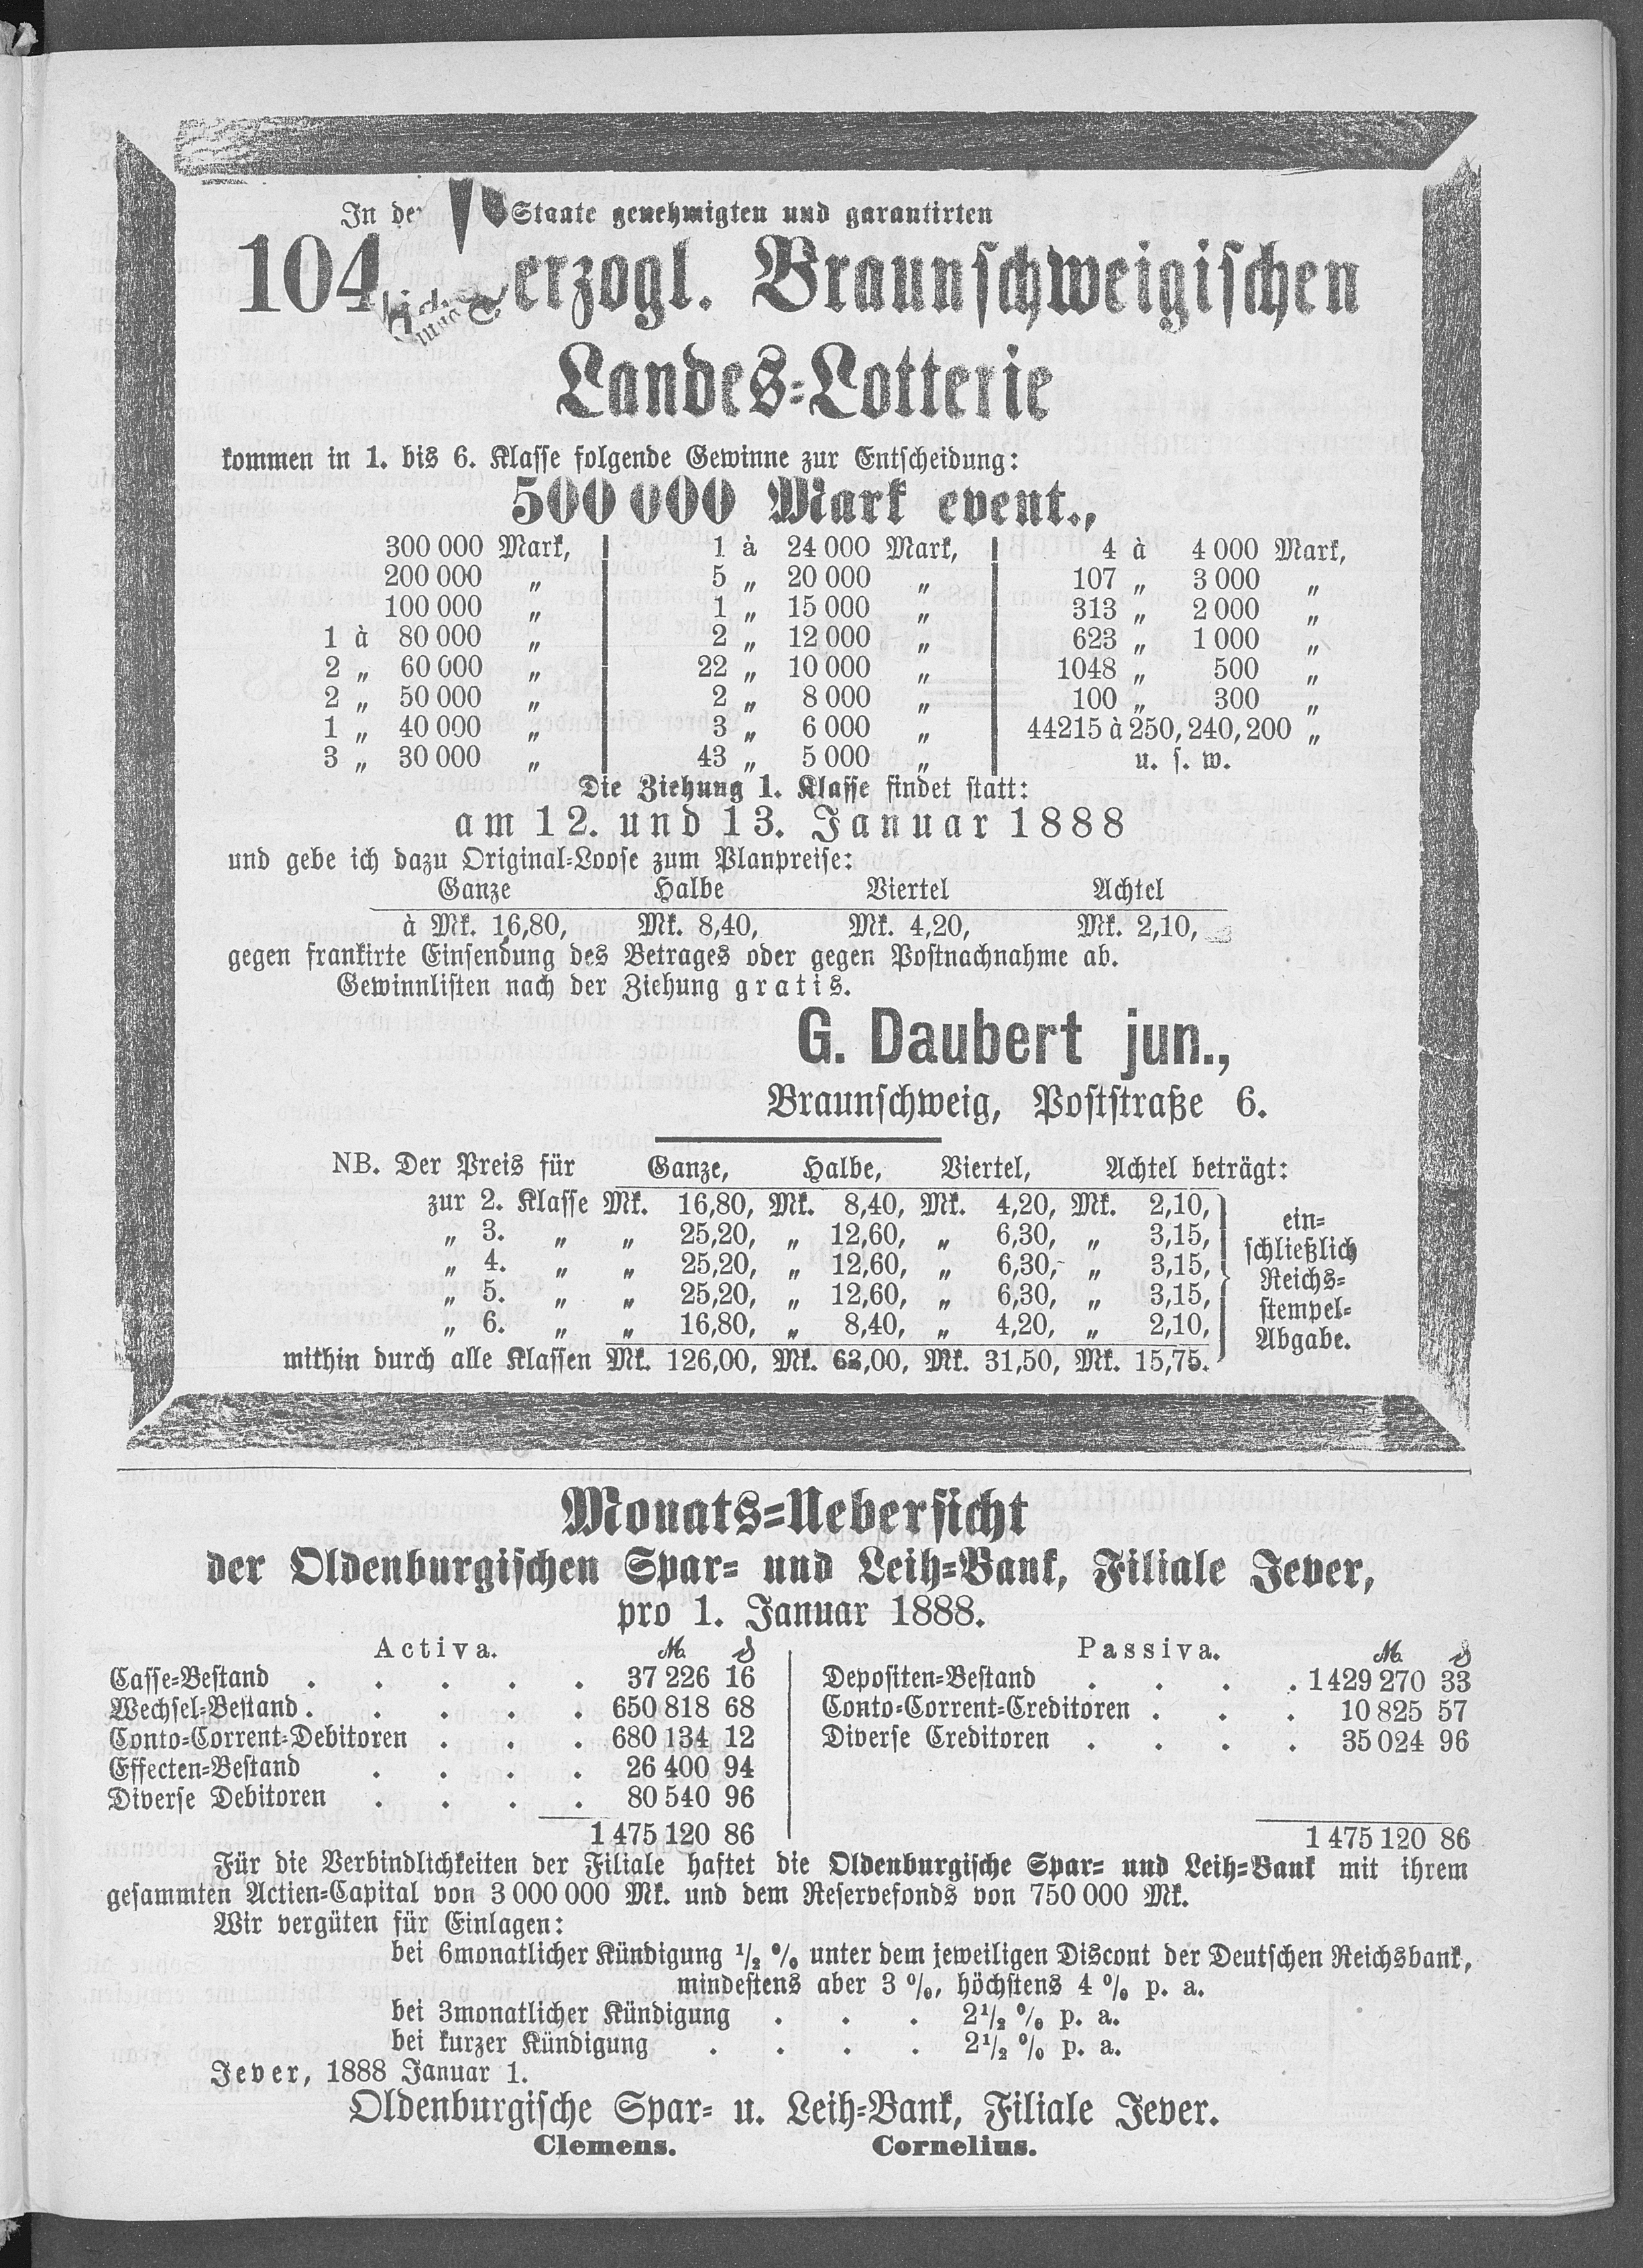 In der Staate genehmigten und garantirten
104 erzogl. Braunschweigischen
Landes-Lotterie
kommen in 1. bis 6. Klasse folgende Gewinne zur Entscheidung:
500 000 Mark event.,
300 000 Mark, 1 à 24 000 Mark, 4 à 4 000 Mark,
200 000 „ 5 „ 20 000 „ 107 „ 3 000 „
100 000 „ 1 „ 15 000 „ 313 „ 2 000 „
1 à 80 000 „ 2 „ 12 000 „ 623 „ 1 000 „
2 „ 60 000 „ 22 „ 10 000 „ 1048 „ 500 „
2 „ 50 000 „ 2 „ 8 000 „ 100 „ 300 „
1 „ 40 000 „ 3 „ 6 000 „ 44215 à 250, 240, 200 „
3 „ 30 000 „ 43 „ 5 000 „ u. s. w.
Die Ziehung 1. Klasse findet statt:
am 12. und 13. Januar 1888
und gebe ich dazu Original-Loose zum Planpreise:
Ganze Halbe Viertel Achtel
à Mk. 16,80, Mk. 8,40, Mk. 4,20, Mk. 2,10,
gegen frankirte Einsendung des Betrages oder gegen Postnachnahme ab.
Gewinnlisten nach der Ziehung gratis.
G. Daubert jun.,
Braunschweig, Poststraße 6.
NB. Der Preis für Ganze, Halbe, Viertel, Achtel beträgt:
zur 2. Klasse Mk. 16,80, Mk. 8,40, Mk. 4,20, Mk. 2,10,
„ 3. „ „ 25,20, „ 12,60, „ 6,30, „ 3,15,
„ 4. „ „ 25,20, „ 12,60, „ 6,30, „ 3,15,
„ 5. „ „ 25,20, „ 12,60, „ 6,30, „ 3,15,
„ 6. „ „ 16,80, „ 8,40, „ 4,20, „ 2,10,
ein-
schließlich
Reichs-
stempel-
Abgabe.
mithin durch alle Klassen Mk. 126,00, Mk. 63,00, Mk. 31,50, Mk. 15,75.
Monats-Uebersicht
der Oldenburgischen Spar- und Leih-Bank, Filiale Jever,
pro 1. Januar 1888.
Activa. M. ₰
Casse-Bestand . . . . . 37 226 16
Wechsel-Bestand . . . . . 650 818 68
Conto-Corrent-Debitoren . . . 680 134 12
Effecten-Bestand . . . . 26 400 94
Diverse Debitoren . . . . 80 540 96
1 475 120 86
Passiva. M. ₰
Depositen-Bestand . . . . 1 429 270 33
Conto-Corrent-Creditoren . . . 10 825 57
Diverse Creditoren . . . . 35 024 96
1 475 120 86
Für die Verbindlichkeiten der Filiale haftet die Oldenburgische Spar- und Leih-Bank mit ihrem
gesammten Actien-Capital von 3 000 000 Mk. und dem Reservefonds von 750 000 Mk.
Wir vergüten für Einlagen:
bei 6monatlicher Kündigung ½ % unter dem jeweiligen Discont der Deutschen Reichsbank,
mindestens aber 3 %, höchstens 4 % p. a.
bei 3monatlicher Kündigung . . . 2½ % p. a.
bei kurzer Kündigung . . . . 2½ % p. a.
Jever, 1888 Januar 1.
Oldenburgische Spar- u. Leih-Bank, Filiale Jever.
Clemens. Cornelius.